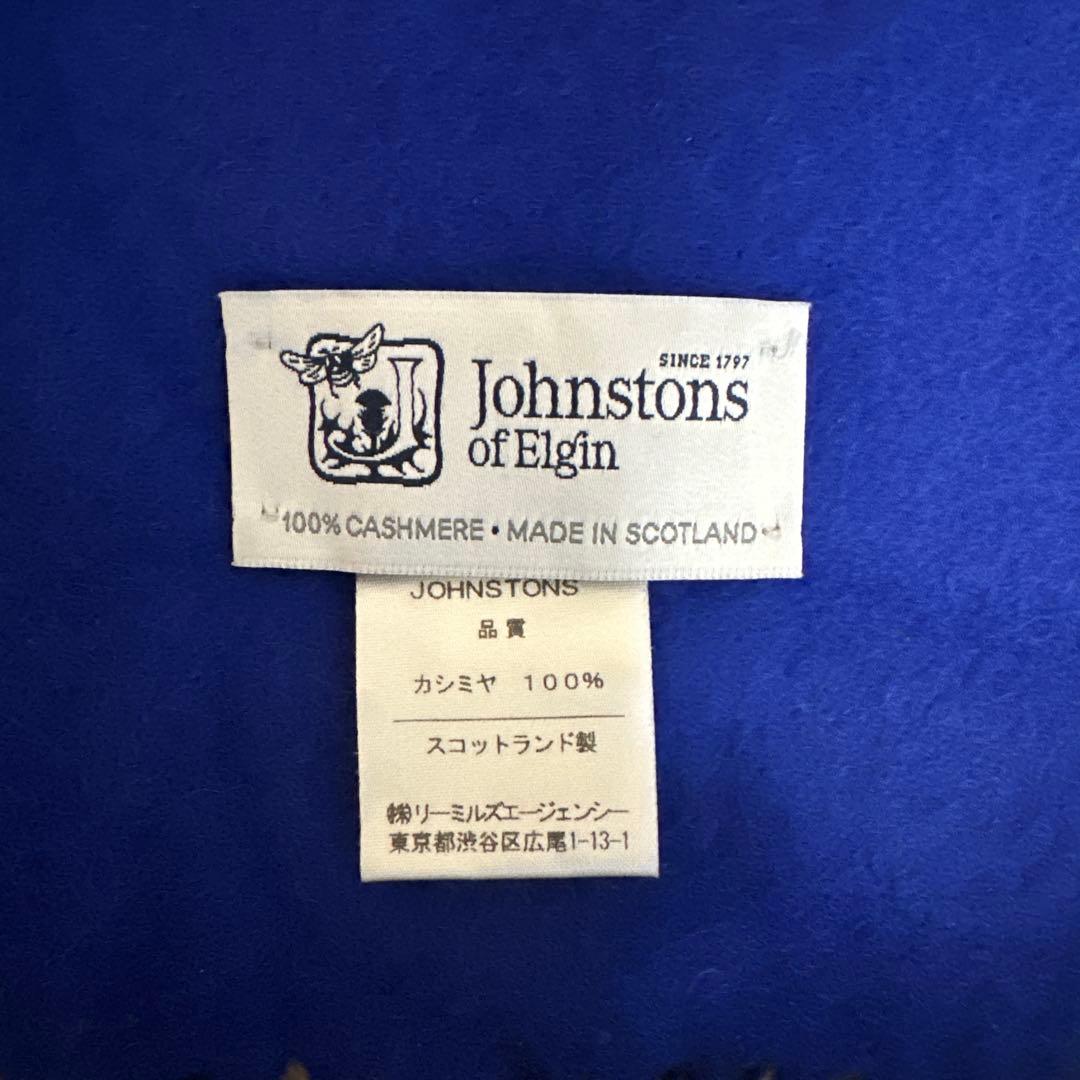 SINCE 1797
Johnstons
of Elgin
100% CASHMERE • MADE IN SCOTLAND
JOHNSTONS
品質
カシミヤ 100%
スコットランド製
㈱リーミルズエージェンシー
東京都渋谷区広尾1-13-1